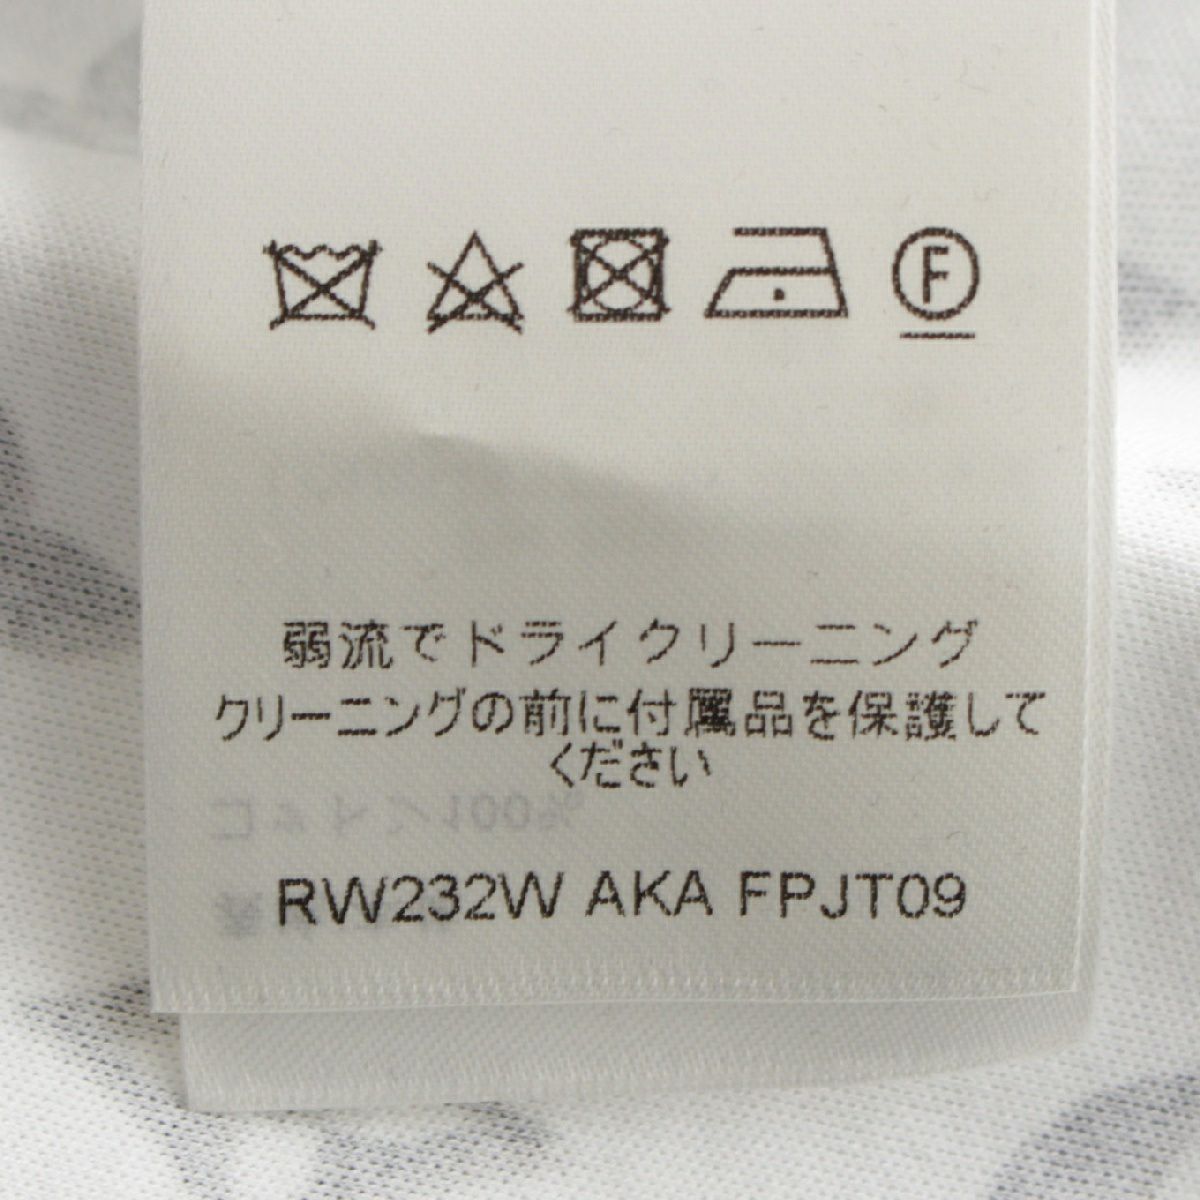 F
弱流でドライクリーニング
クリーニングの前に付属品を保護して
ください
RW232W AKA FPJT09